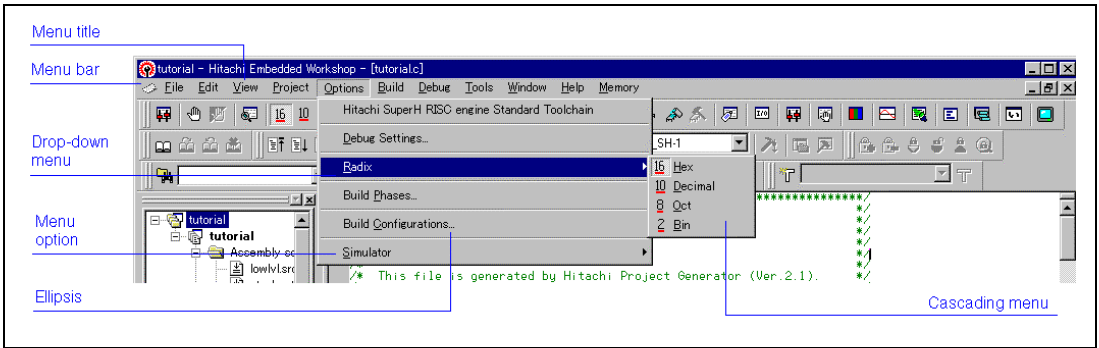 Menu title
Menu bar
tutorial - Hitachi Embedded Workshop - [tutorial.c]
File Edit View Project Options Build Debug Tools Window Help Memory
16 10
Hitachi SuperH RISC engine Standard Toolchain
Drop-down
menu
Debug Settings...
SH-1
Radix
16 Hex
10 Decimal
8 Oct
2 Bin
Build Phases...
Menu
option
tutorial
tutorial
Build Configurations...
Assembly
lowlvl.src
Simulator
/* This file is generated by Hitachi Project Generator (Ver.2.1). */
Ellipsis
Cascading menu